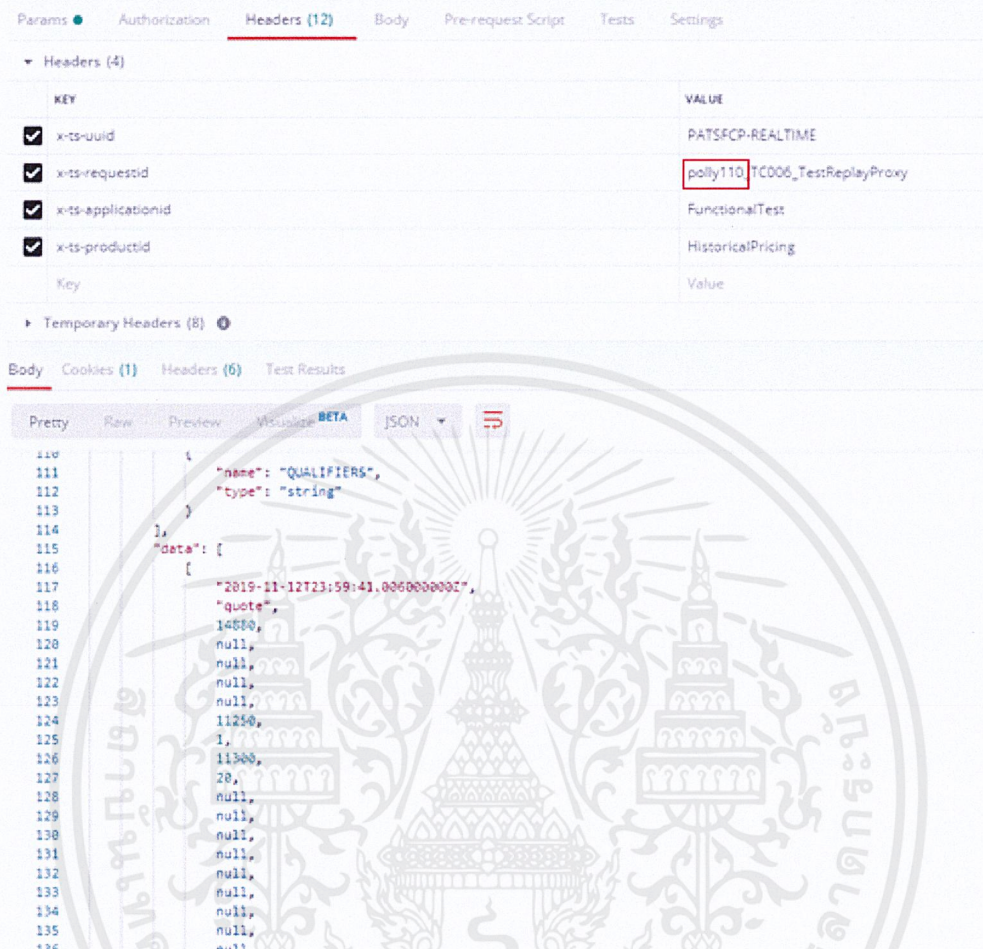 Params Authorization Headers (12) Body Pre-request Script Tests Settings
Headers (4)
KEY VALUE
x-ts-uuid PATSFCP-REALTIME
x-ts-requestid polly110_TC006_TestReplayProxy
x-ts-applicationid FunctionalTest
x-ts-productid HistoricalPricing
Key Value
Temporary Headers (8)
Body Cookies (1) Headers (6) Test Results
Pretty Raw Preview Visualize BETA JSON
110 {
111 "name": "QUALIFIERS",
112 "type": "string"
113 }
114 ],
115 "data": [
116 [
117 "2019-11-12T23:59:41.006000000Z",
118 "quote",
119 14880,
120 null,
121 null,
122 null,
123 null,
124 11250,
125 1,
126 11300,
127 20,
128 null,
129 null,
130 null,
131 null,
132 null,
133 null,
134 null,
135 null,
136 null